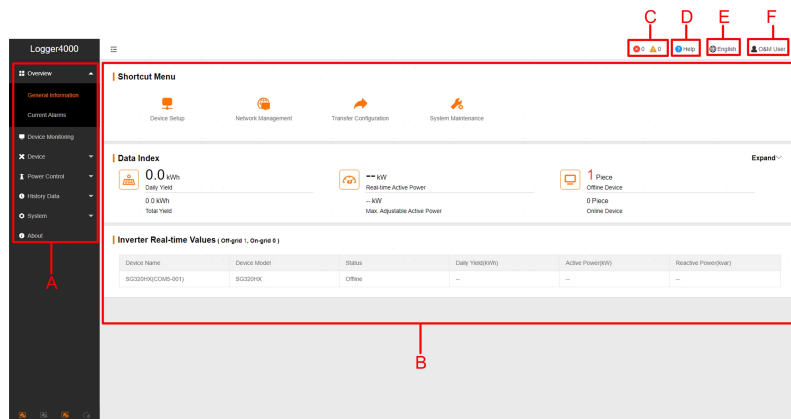 C D E F
Logger4000
0 0 Help English O&M User
Overview
General Information
Current Alarms
Device Monitoring
Device
Power Control
History Data
System
About
A
Shortcut Menu
Device Setup Network Management Transfer Configuration System Maintenance
Data Index Expand
0.0 kWh -- kW 1 Piece
Daily Yield Real-time Active Power Offline Device
0.0 kWh -- kW 0 Piece
Total Yield Max. Adjustable Active Power Online Device
Inverter Real-time Values ( Off-grid 1, On-grid 0 )
Device Name Device Model Status Daily Yield(kWh) Active Power(kW) Reactive Power(kvar)
SG320HX(COM5-001) SG320HX Offline -- -- --
B